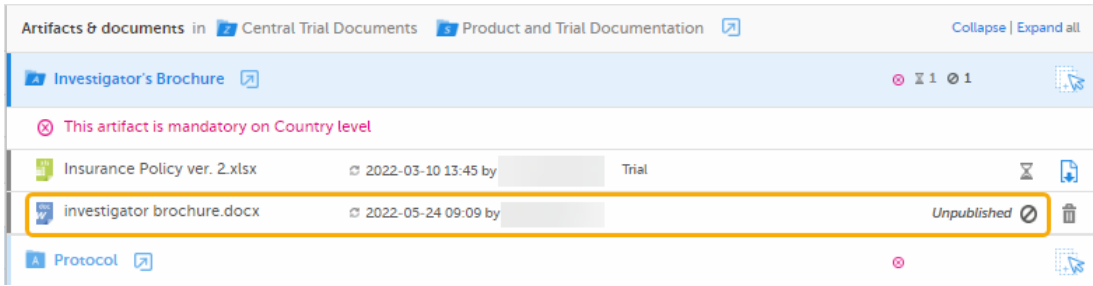 Artifacts & documents in Z Central Trial Documents S Product and Trial Documentation Collapse | Expand all
A Investigator's Brochure 1 1
This artifact is mandatory on Country level
Insurance Policy ver. 2.xlsx 2022-03-10 13:45 by Trial
investigator brochure.docx 2022-05-24 09:09 by Unpublished
A Protocol